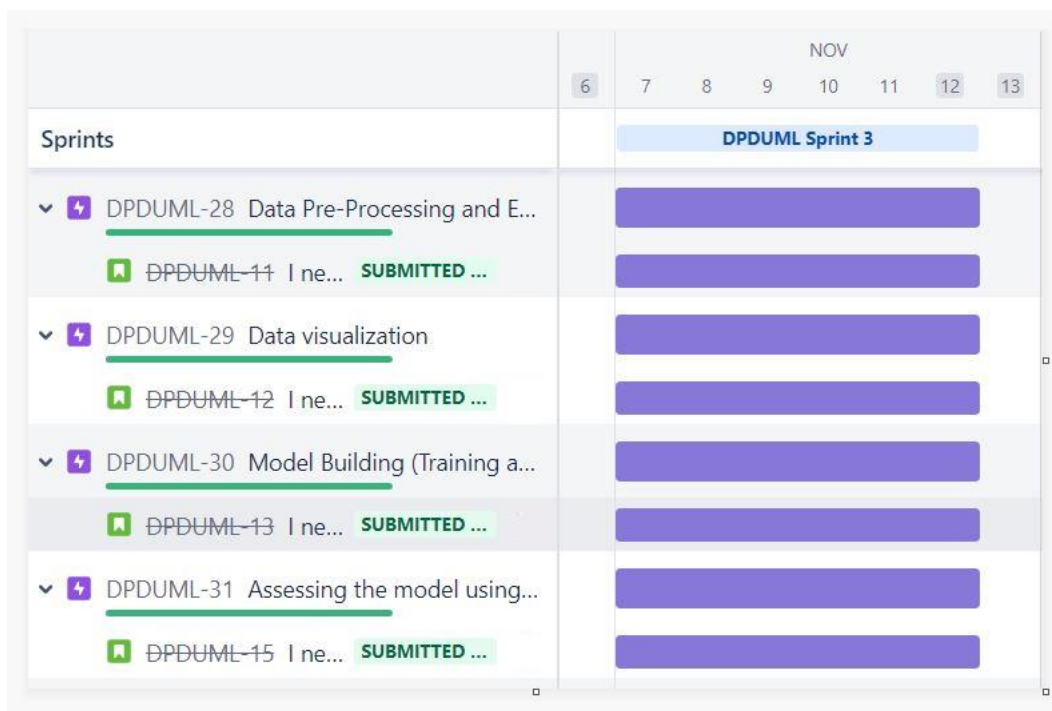 NOV
6 7 8 9 10 11 12 13
Sprints DPDUML Sprint 3
DPDUML-28 Data Pre-Processing and E...
DPDUML-11 I ne... SUBMITTED ...
DPDUML-29 Data visualization
DPDUML-12 I ne... SUBMITTED ...
DPDUML-30 Model Building (Training a...
DPDUML-13 I ne... SUBMITTED ...
DPDUML-31 Assessing the model using...
DPDUML-15 I ne... SUBMITTED ...